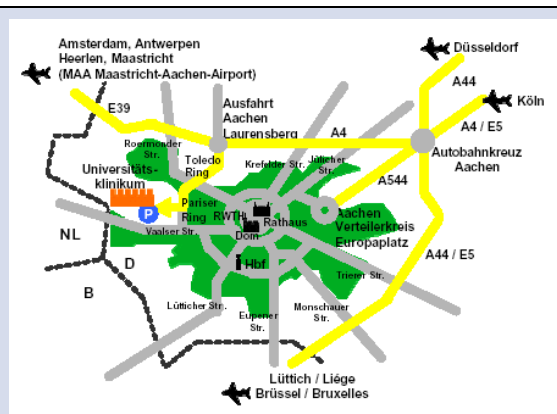 Amsterdam, Antwerpen
Heerlen, Maastricht
(MAA Maastricht-Aachen-Airport)
Düsseldorf
A44
Köln
E39
Ausfahrt
Aachen
Laurensberg
A4
A4 / E5
Autobahnkreuz
Aachen
Roermonder
Str.
Toledo
Ring
Krefelder Str.
Jülicher
Str.
A544
Universitäts-
klinikum
P
Pariser
Ring
RWTH
Rathaus
Dom
Aachen
Verteilerkreis
Europaplatz
Vaalser Str.
NL
D
B
Hbf
A44 / E5
Trierer Str.
Lütticher Str.
Eupener
Str.
Monschauer
Str.
Lüttich / Liége
Brüssel / Bruxelles